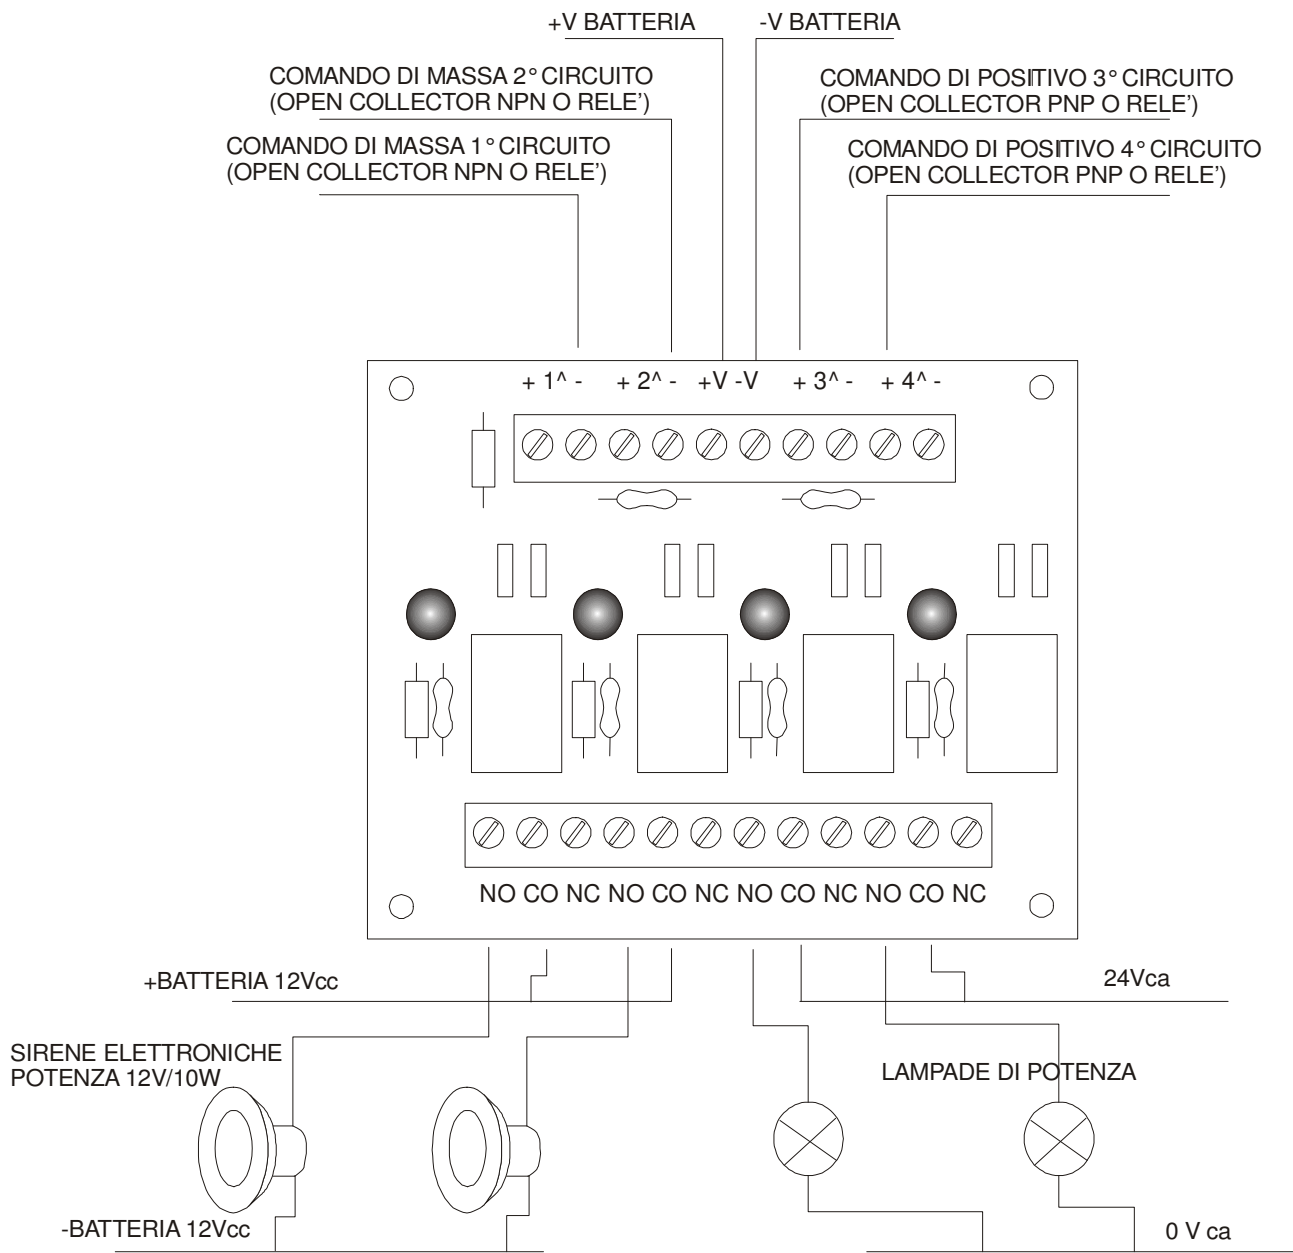 +V BATTERIA
-V BATTERIA
COMANDO DI MASSA 2° CIRCUITO
(OPEN COLLECTOR NPN O RELE')
COMANDO DI POSITIVO 3° CIRCUITO
(OPEN COLLECTOR PNP O RELE')
COMANDO DI MASSA 1° CIRCUITO
(OPEN COLLECTOR NPN O RELE')
COMANDO DI POSITIVO 4° CIRCUITO
(OPEN COLLECTOR PNP O RELE')
+ 1^ - + 2^ - +V -V + 3^ - + 4^ -
NO CO NC NO CO NC NO CO NC NO CO NC
+BATTERIA 12Vcc
24Vca
SIRENE ELETTRONICHE
POTENZA 12V/10W
LAMPADE DI POTENZA
-BATTERIA 12Vcc
0 V ca